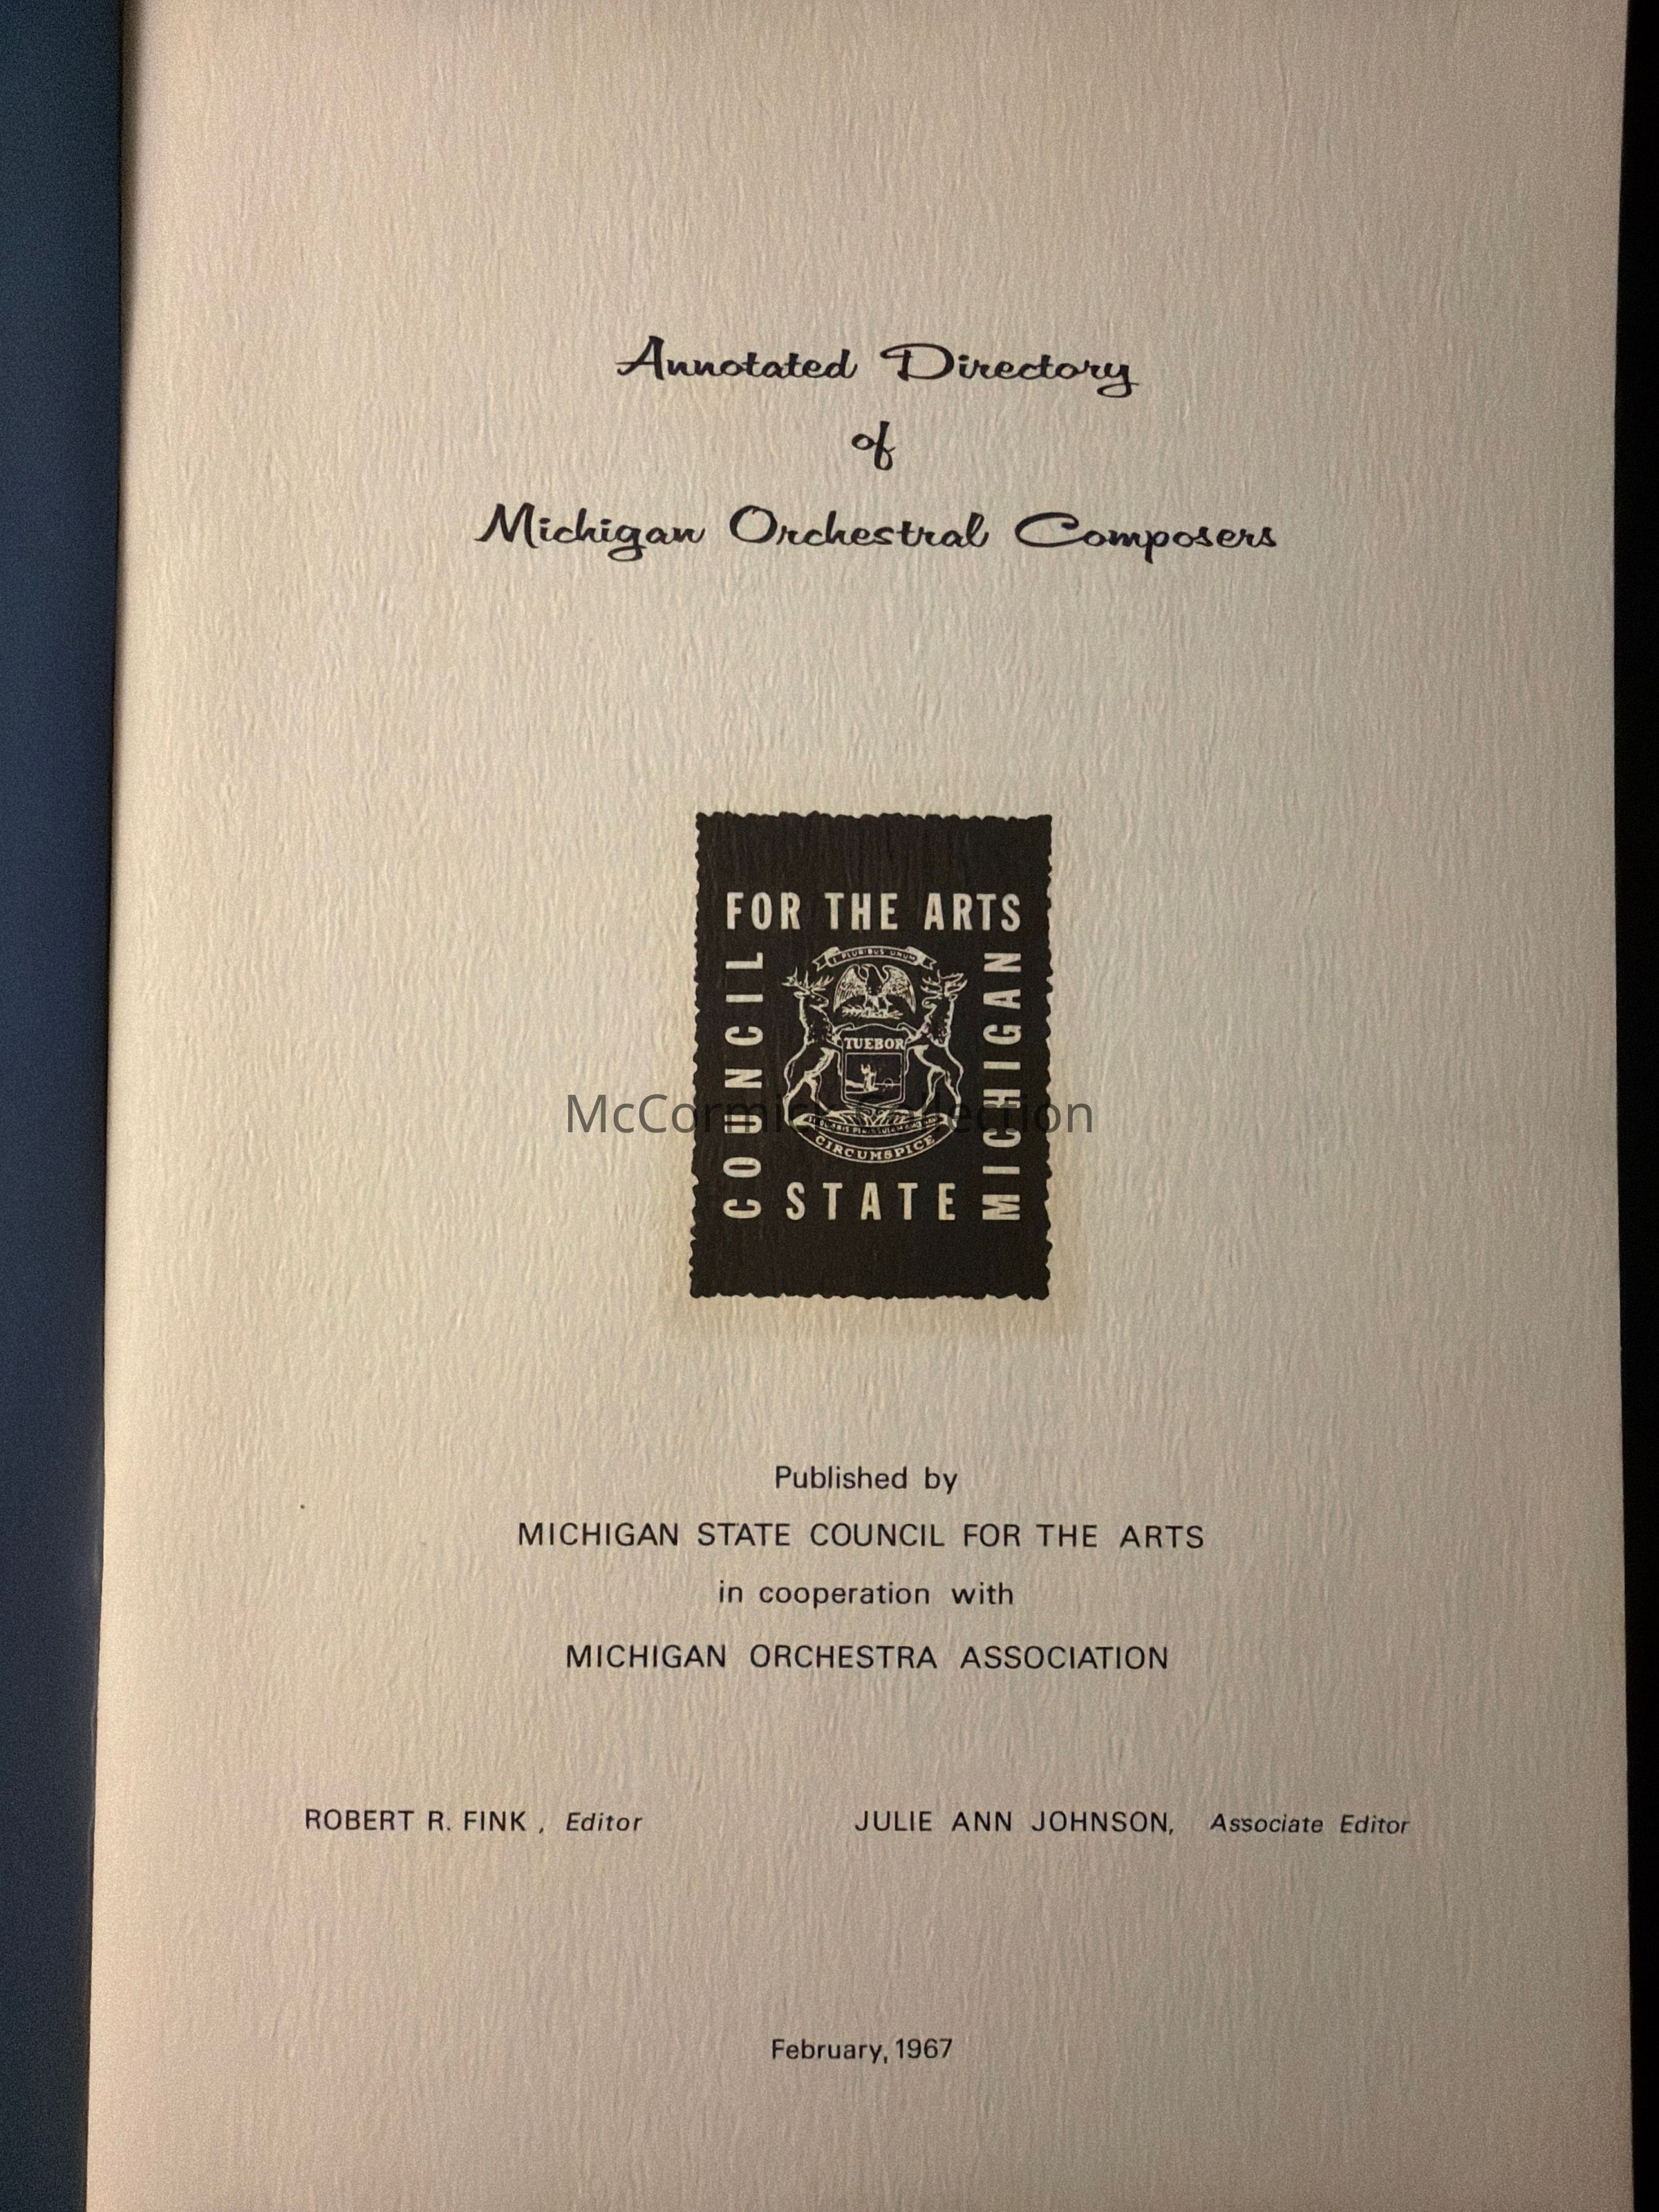 Annotated Directory
of
Michigan Orchestral Composers
FOR THE ARTS
COUNCIL
MICHIGAN
E PLURIBUS UNUM
TUEBOR
CIRCUMSPICE
STATE
McCormick Collection
Published by
MICHIGAN STATE COUNCIL FOR THE ARTS
in cooperation with
MICHIGAN ORCHESTRA ASSOCIATION
ROBERT R. FINK , Editor JULIE ANN JOHNSON, Associate Editor
February, 1967